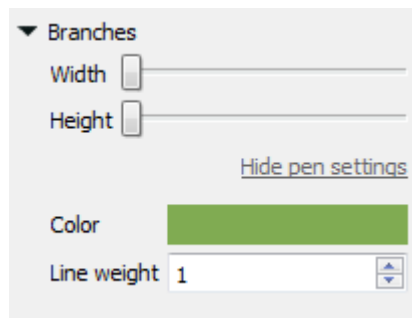 Branches
Width
Height
Hide pen settings
Color
Line weight 1